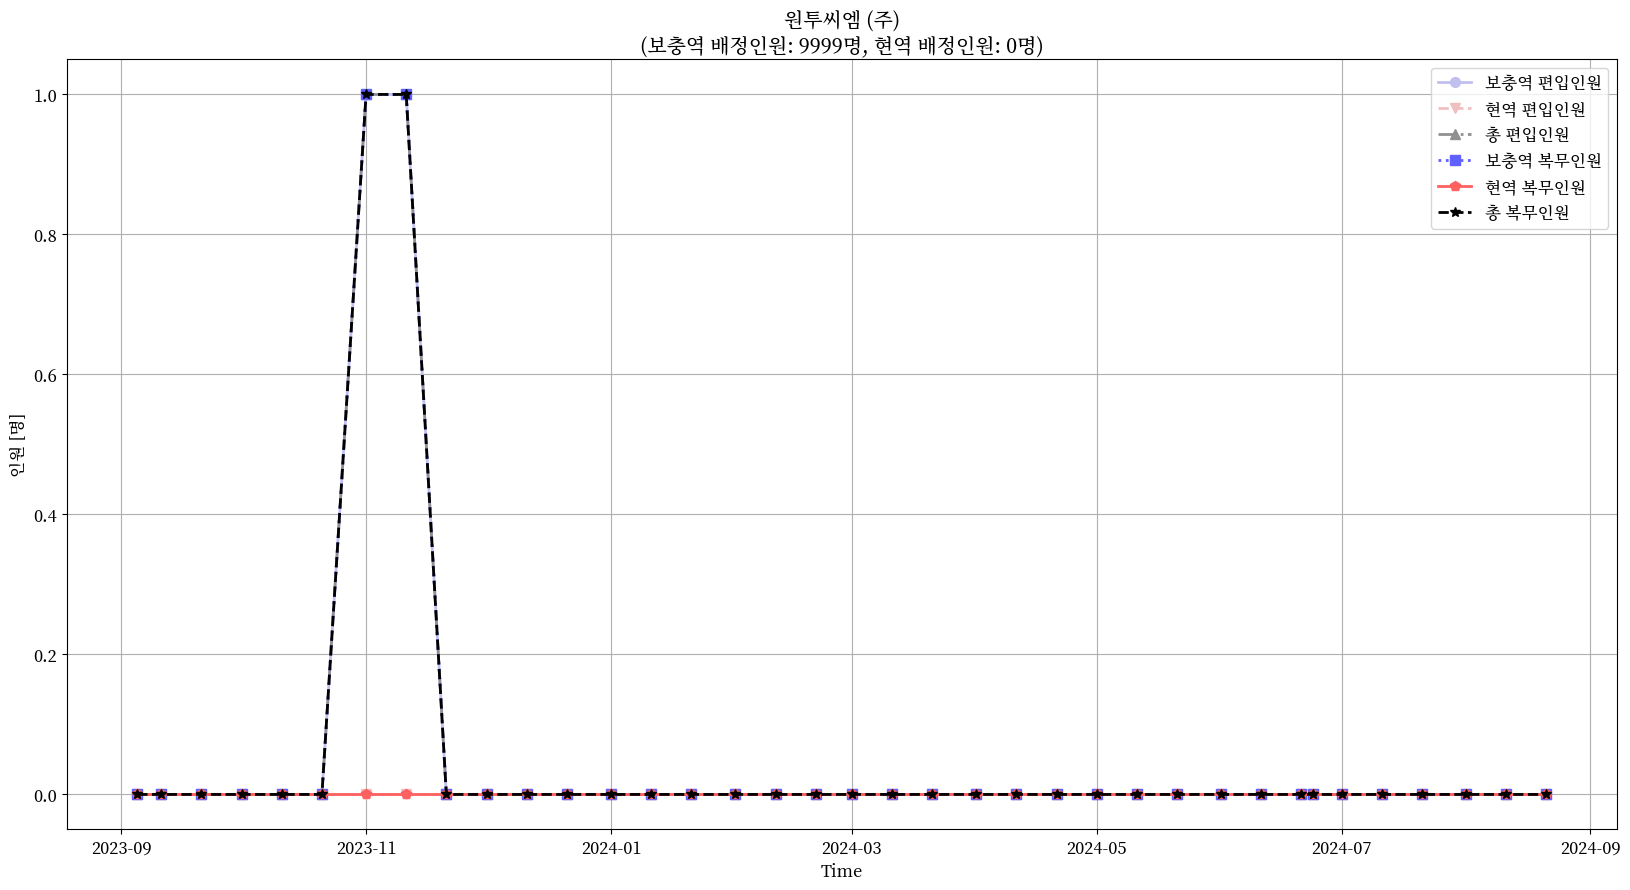 원투씨엠 (주)
(보충역 배정인원: 9999명, 현역 배정인원: 0명)
보충역 편입인원
현역 편입인원
총 편입인원
보충역 복무인원
현역 복무인원
총 복무인원
인원 [명]
1.0
0.8
0.6
0.4
0.2
0.0
2023-09
2023-11
2024-01
2024-03
2024-05
2024-07
2024-09
Time